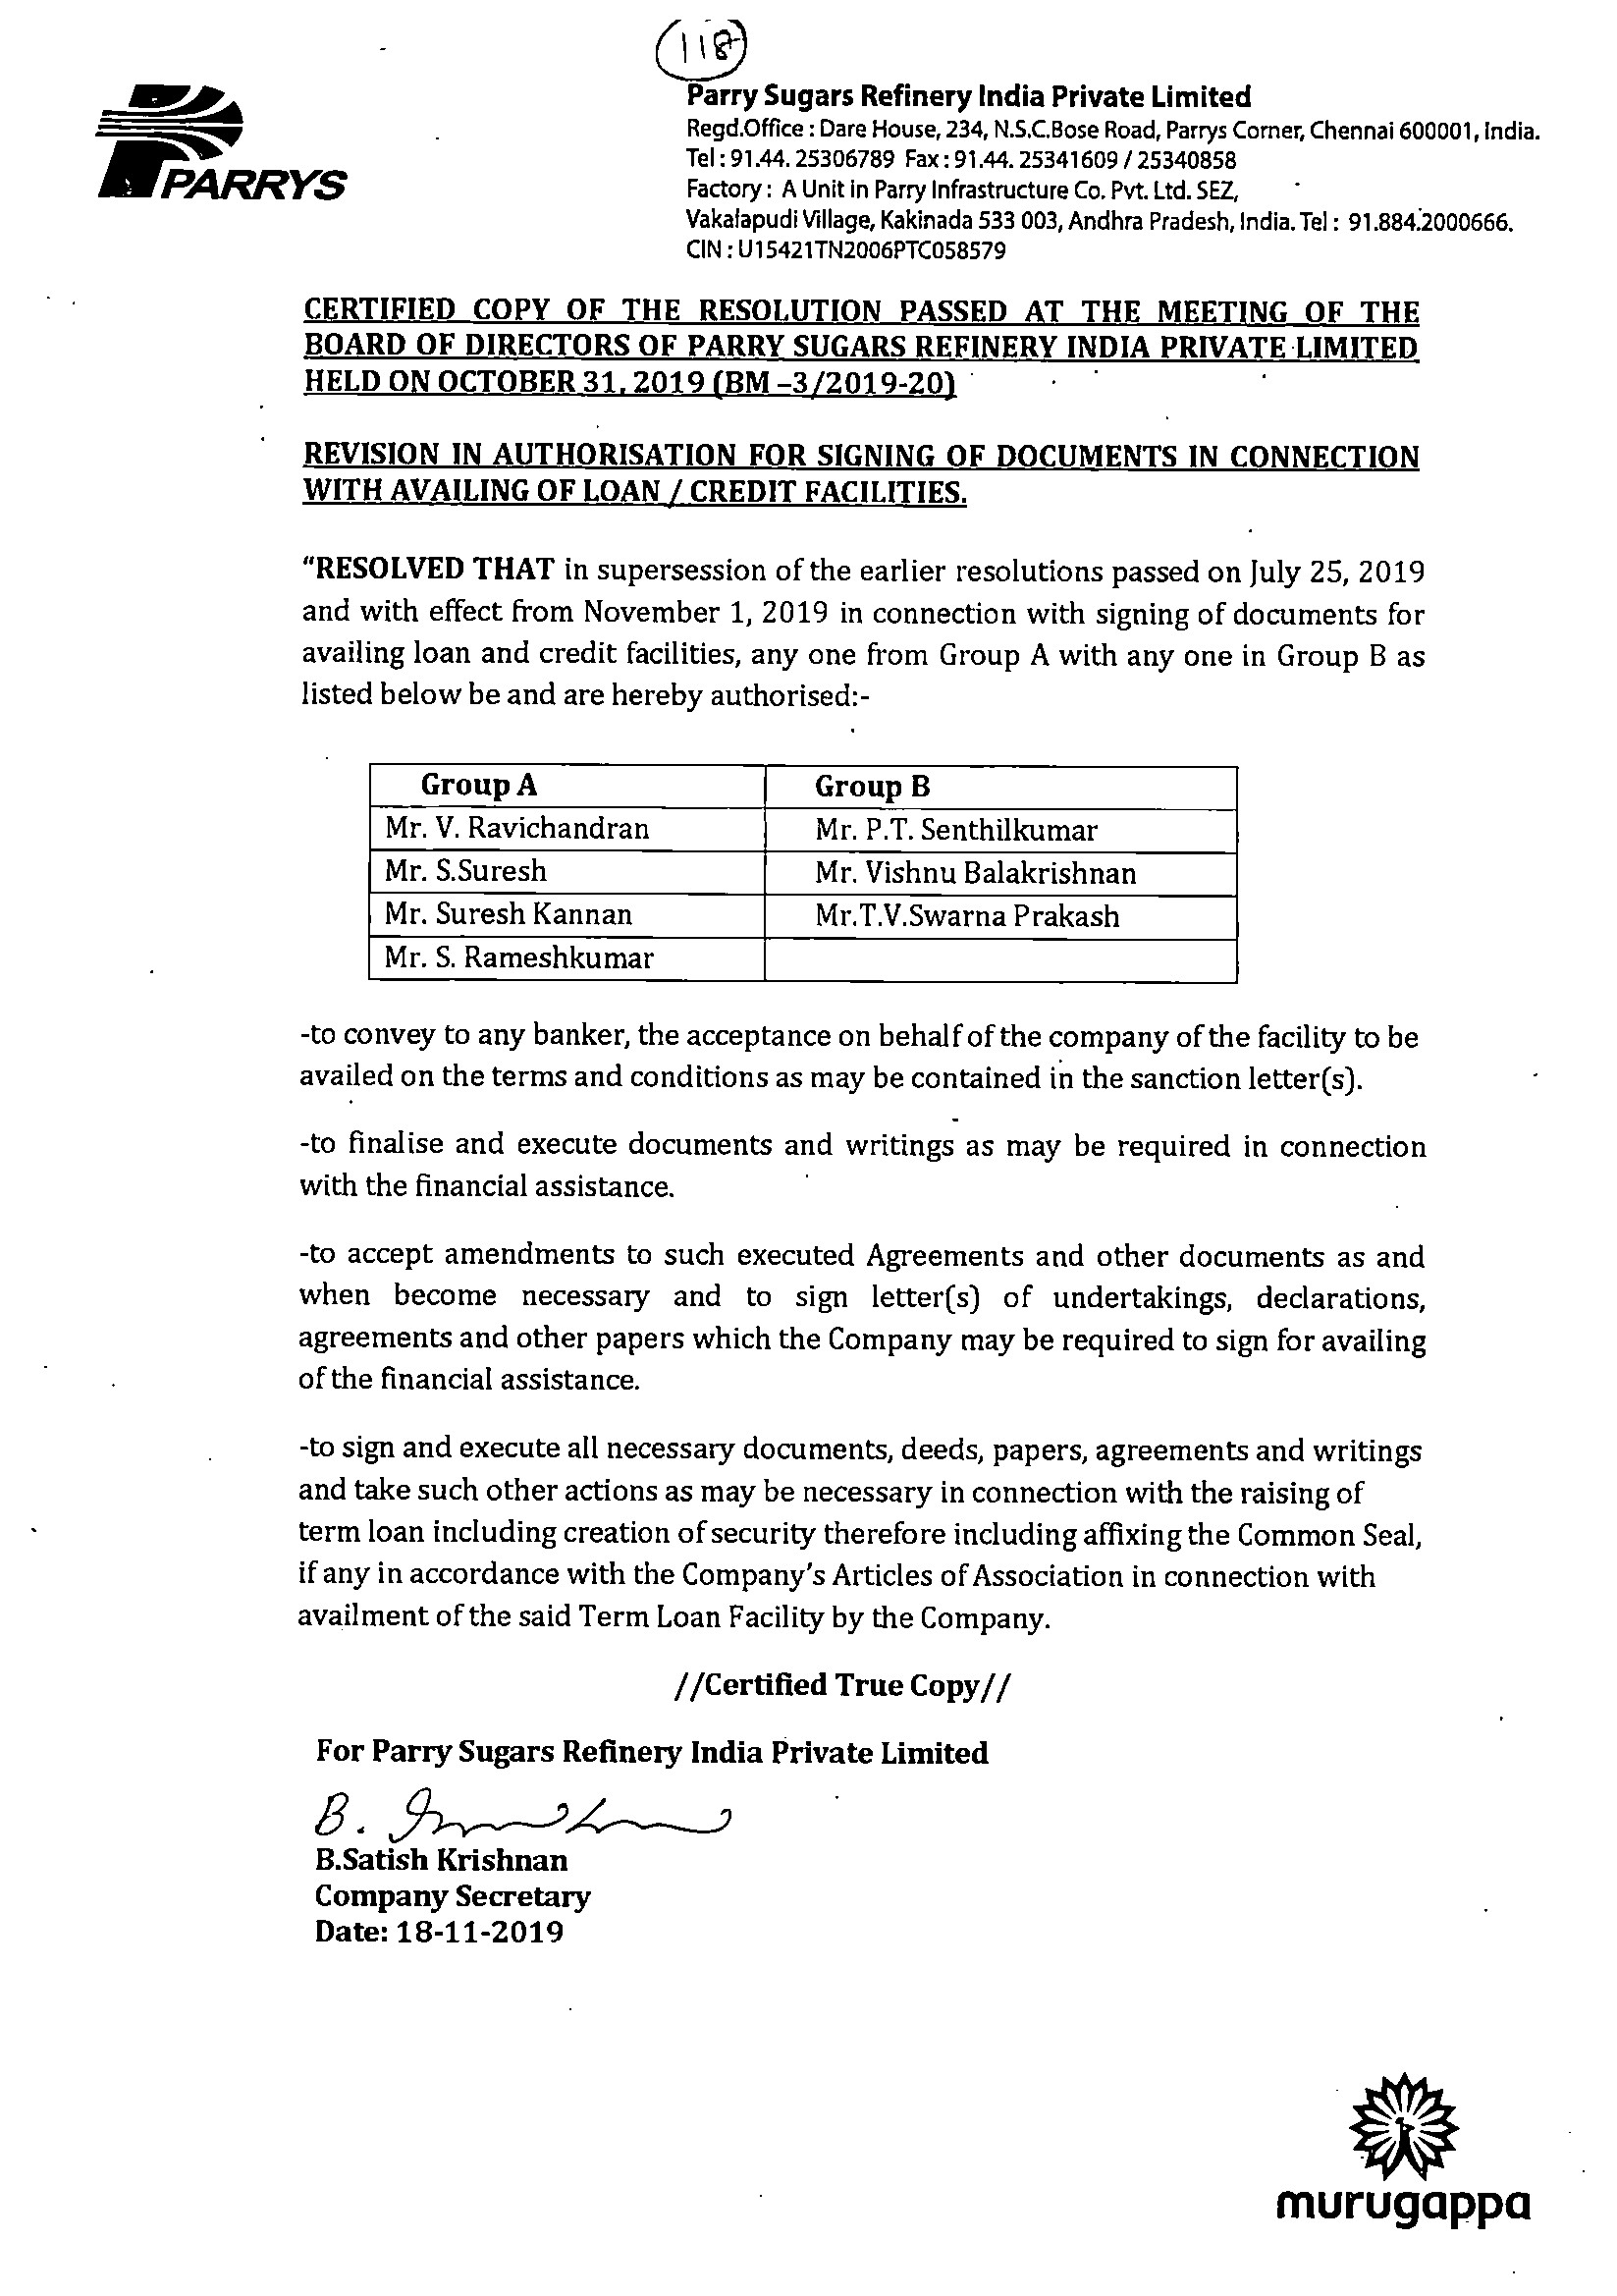 118
PARRYS
Parry Sugars Refinery India Private Limited
Regd.Office : Dare House, 234, N.S.C.Bose Road, Parrys Corner, Chennai 600001, India.
Tel : 91.44. 25306789 Fax : 91.44. 25341609 / 25340858
Factory : A Unit in Parry Infrastructure Co. Pvt. Ltd. SEZ,
Vakalapudi Village, Kakinada 533 003, Andhra Pradesh, India. Tel : 91.884.2000666.
CIN : U15421TN2006PTC058579
CERTIFIED COPY OF THE RESOLUTION PASSED AT THE MEETING OF THE
BOARD OF DIRECTORS OF PARRY SUGARS REFINERY INDIA PRIVATE LIMITED
HELD ON OCTOBER 31, 2019 (BM –3/2019-20)
REVISION IN AUTHORISATION FOR SIGNING OF DOCUMENTS IN CONNECTION
WITH AVAILING OF LOAN / CREDIT FACILITIES.
“RESOLVED THAT in supersession of the earlier resolutions passed on July 25, 2019
and with effect from November 1, 2019 in connection with signing of documents for
availing loan and credit facilities, any one from Group A with any one in Group B as
listed below be and are hereby authorised:-
Group A Group B
Mr. V. Ravichandran Mr. P.T. Senthilkumar
Mr. S.Suresh Mr. Vishnu Balakrishnan
Mr. Suresh Kannan Mr.T.V.Swarna Prakash
Mr. S. Rameshkumar
-to convey to any banker, the acceptance on behalf of the company of the facility to be
availed on the terms and conditions as may be contained in the sanction letter(s).
-to finalise and execute documents and writings as may be required in connection
with the financial assistance.
-to accept amendments to such executed Agreements and other documents as and
when become necessary and to sign letter(s) of undertakings, declarations,
agreements and other papers which the Company may be required to sign for availing
of the financial assistance.
-to sign and execute all necessary documents, deeds, papers, agreements and writings
and take such other actions as may be necessary in connection with the raising of
term loan including creation of security therefore including affixing the Common Seal,
if any in accordance with the Company's Articles of Association in connection with
availment of the said Term Loan Facility by the Company.
//Certified True Copy//
For Parry Sugars Refinery India Private Limited
B.
B.Satish Krishnan
Company Secretary
Date: 18-11-2019
murugappa